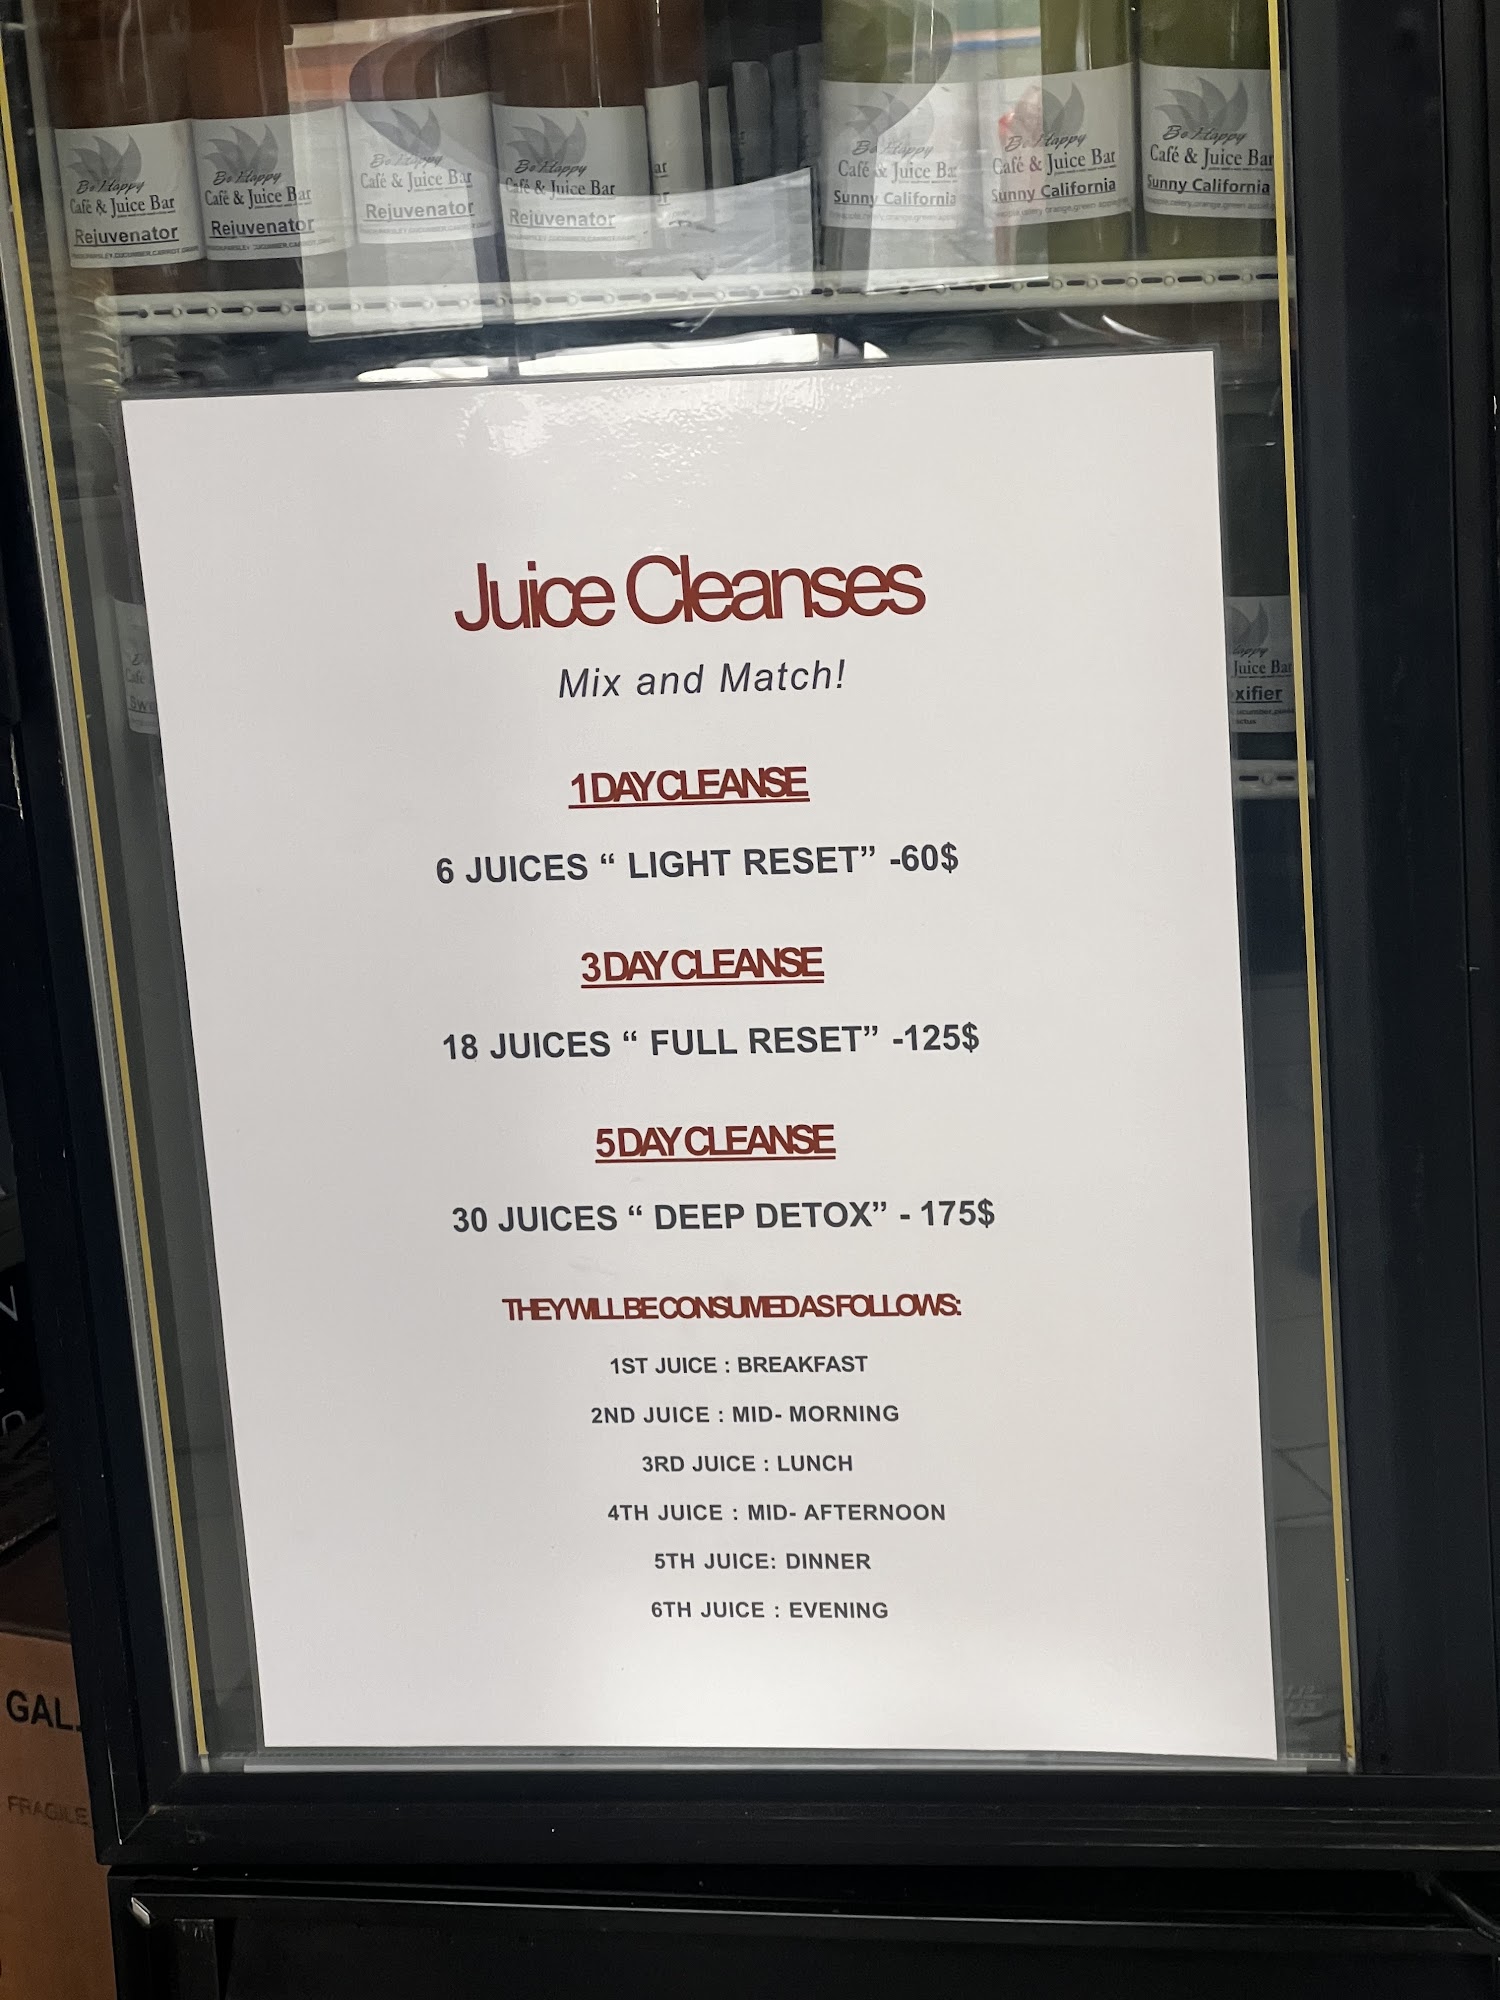 Be Happy
Café & Juice Bar
Rejuvenator
Be Happy
Café & Juice Bar
Rejuvenator
Be Happy
Café & Juice Bar
Rejuvenator
Be Happy
Café & Juice Bar
Rejuvenator
Be Happy
Café & Juice Bar
Sunny California
Be Happy
Café & Juice Bar
Sunny California
Be Happy
Café & Juice Bar
Sunny California
Juice Cleanses
Mix and Match!
1 DAY CLEANSE
6 JUICES “ LIGHT RESET” -60$
3 DAY CLEANSE
18 JUICES “ FULL RESET” -125$
5 DAY CLEANSE
30 JUICES “ DEEP DETOX” - 175$
THEY WILL BE CONSUMED AS FOLLOWS:
1ST JUICE : BREAKFAST
2ND JUICE : MID- MORNING
3RD JUICE : LUNCH
4TH JUICE : MID- AFTERNOON
5TH JUICE: DINNER
6TH JUICE : EVENING
Juice Bar
xifier
GAL.
FRAGILE